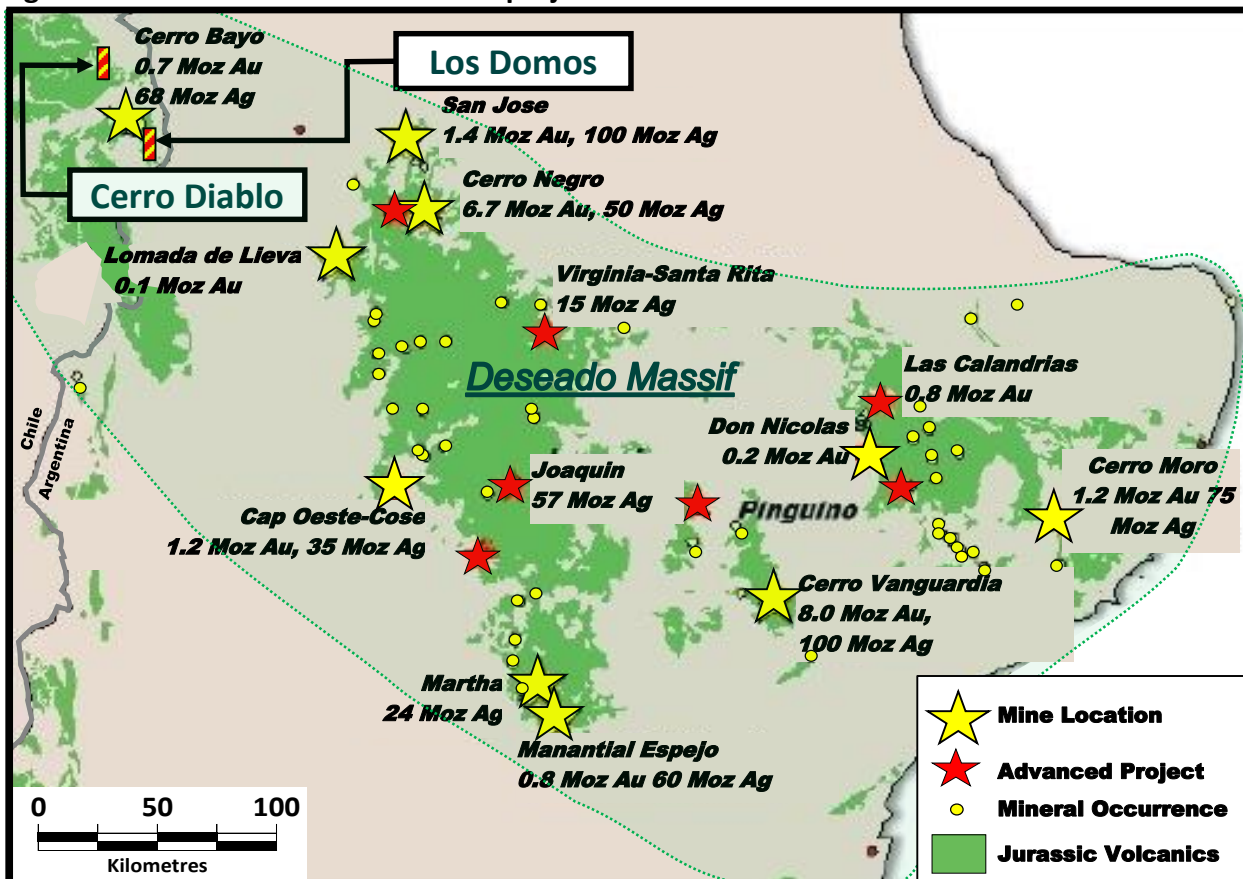 Cerro Bayo
0.7 Moz Au
68 Moz Ag
Los Domos
San Jose
1.4 Moz Au, 100 Moz Ag
Cerro Diablo
Cerro Negro
6.7 Moz Au, 50 Moz Ag
Lomada de Lieva
0.1 Moz Au
Virginia-Santa Rita
15 Moz Ag
Deseado Massif
Las Calandrias
0.8 Moz Au
Chile
Argentina
Don Nicolas
0.2 Moz Au
Joaquin
57 Moz Ag
Cerro Moro
1.2 Moz Au 75
Moz Ag
Pinguino
Cap Oeste-Cose
1.2 Moz Au, 35 Moz Ag
Cerro Vanguardia
8.0 Moz Au,
100 Moz Ag
Martha
24 Moz Ag
Manantial Espejo
0.8 Moz Au 60 Moz Ag
Mine Location
Advanced Project
Mineral Occurrence
Jurassic Volcanics
0 50 100
Kilometres